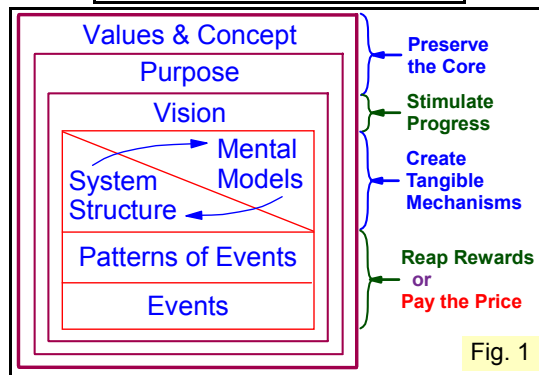 Values & Concept
Purpose
Vision
Mental
Models
System
Structure
Patterns of Events
Events
Preserve
the Core
Stimulate
Progress
Create
Tangible
Mechanisms
Reap Rewards
or
Pay the Price
Fig. 1